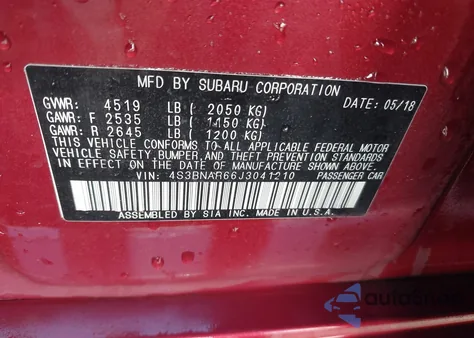 MFD BY SUBARU CORPORATION
GVWR: 4519 LB ( 2050 KG) DATE: 05/18
GAWR: F 2535 LB ( 1150 KG)
GAWR: R 2645 LB ( 1200 KG)
THIS VEHICLE CONFORMS TO ALL APPLICABLE FEDERAL MOTOR
VEHICLE SAFETY, BUMPER, AND THEFT PREVENTION STANDARDS
IN EFFECT ON THE DATE OF MANUFACTURE SHOWN ABOVE.
VIN: 4S3BNAR66J3041210 PASSENGER CAR
ASSEMBLED BY SIA INC. MADE IN U.S.A.